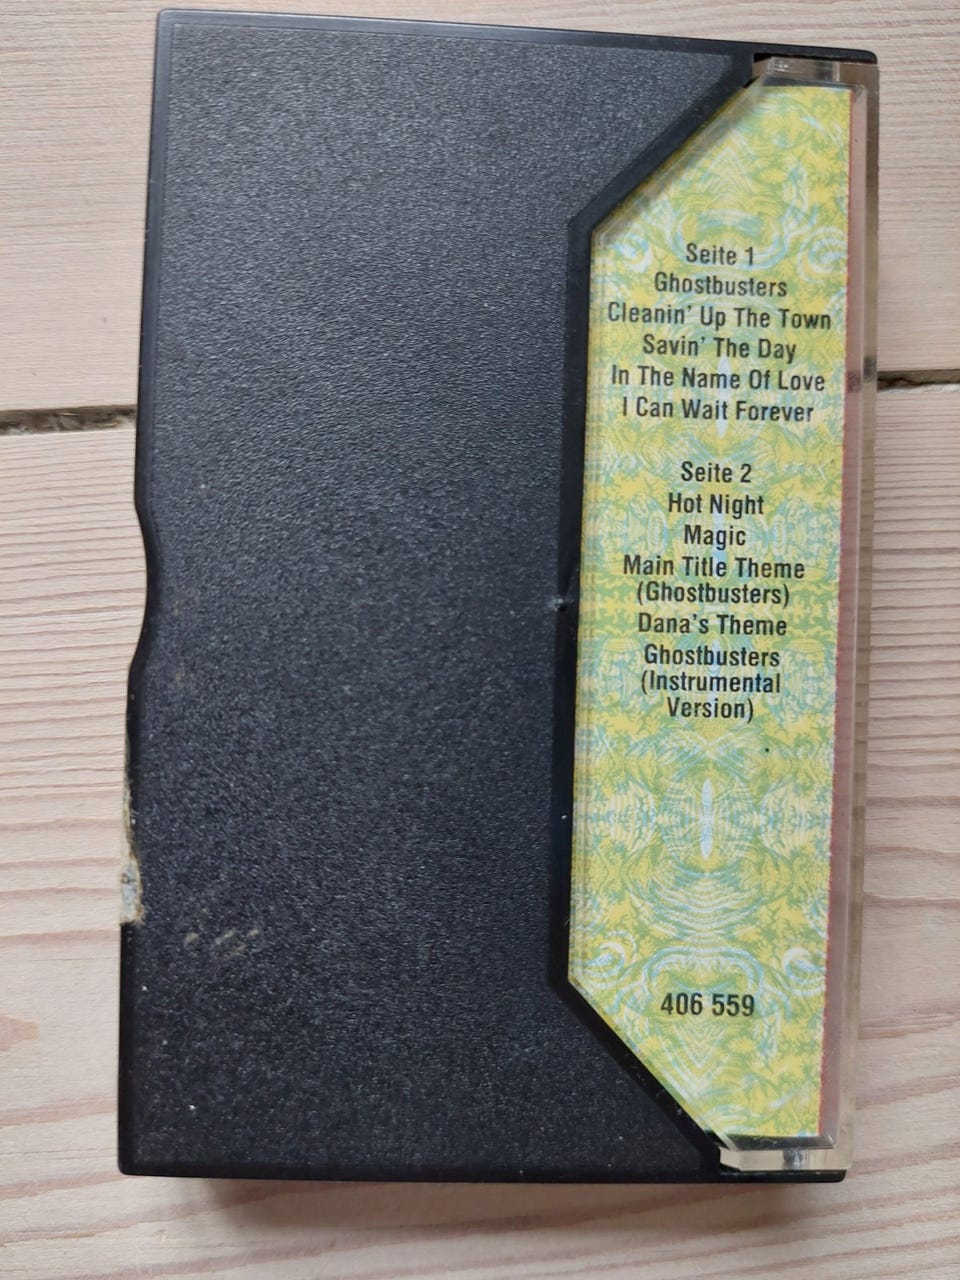 Seite 1
Ghostbusters
Cleanin' Up The Town
Savin' The Day
In The Name Of Love
I Can Wait Forever
Seite 2
Hot Night
Magic
Main Title Theme
(Ghostbusters)
Dana's Theme
Ghostbusters
(Instrumental
Version)
406 559